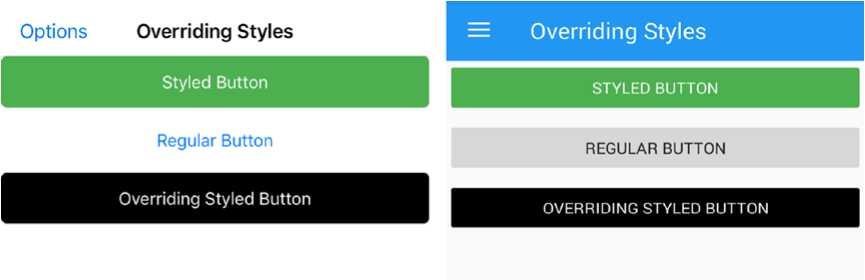 Options Overriding Styles
Styled Button
Regular Button
Overriding Styled Button
Overriding Styles
STYLED BUTTON
REGULAR BUTTON
OVERRIDING STYLED BUTTON